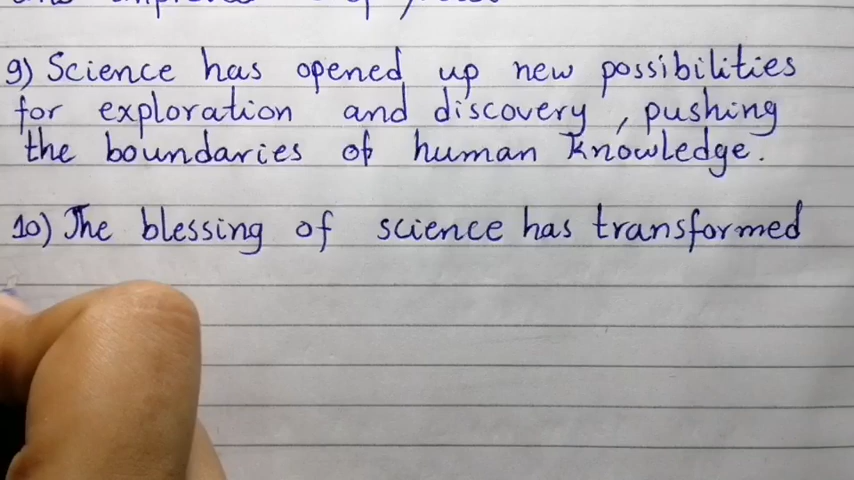 9) Science has opened up new possibilities
for exploration and discovery, pushing
the boundaries of human knowledge.
10) The blessing of science has transformed